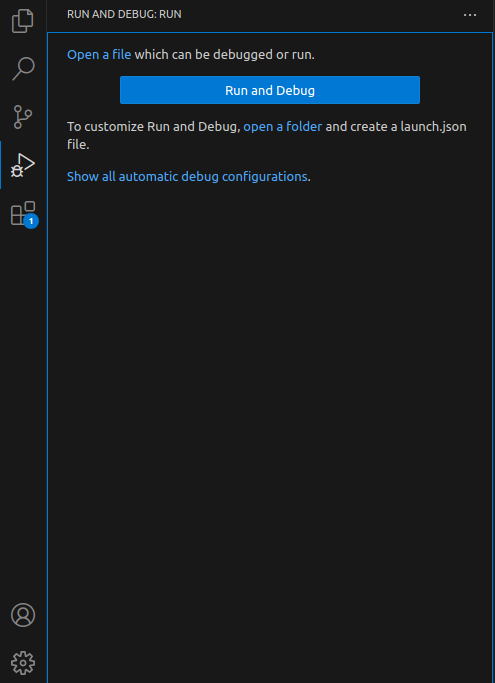 RUN AND DEBUG: RUN
Open a file which can be debugged or run.
Run and Debug
To customize Run and Debug, open a folder and create a launch.json
file.
Show all automatic debug configurations.
1